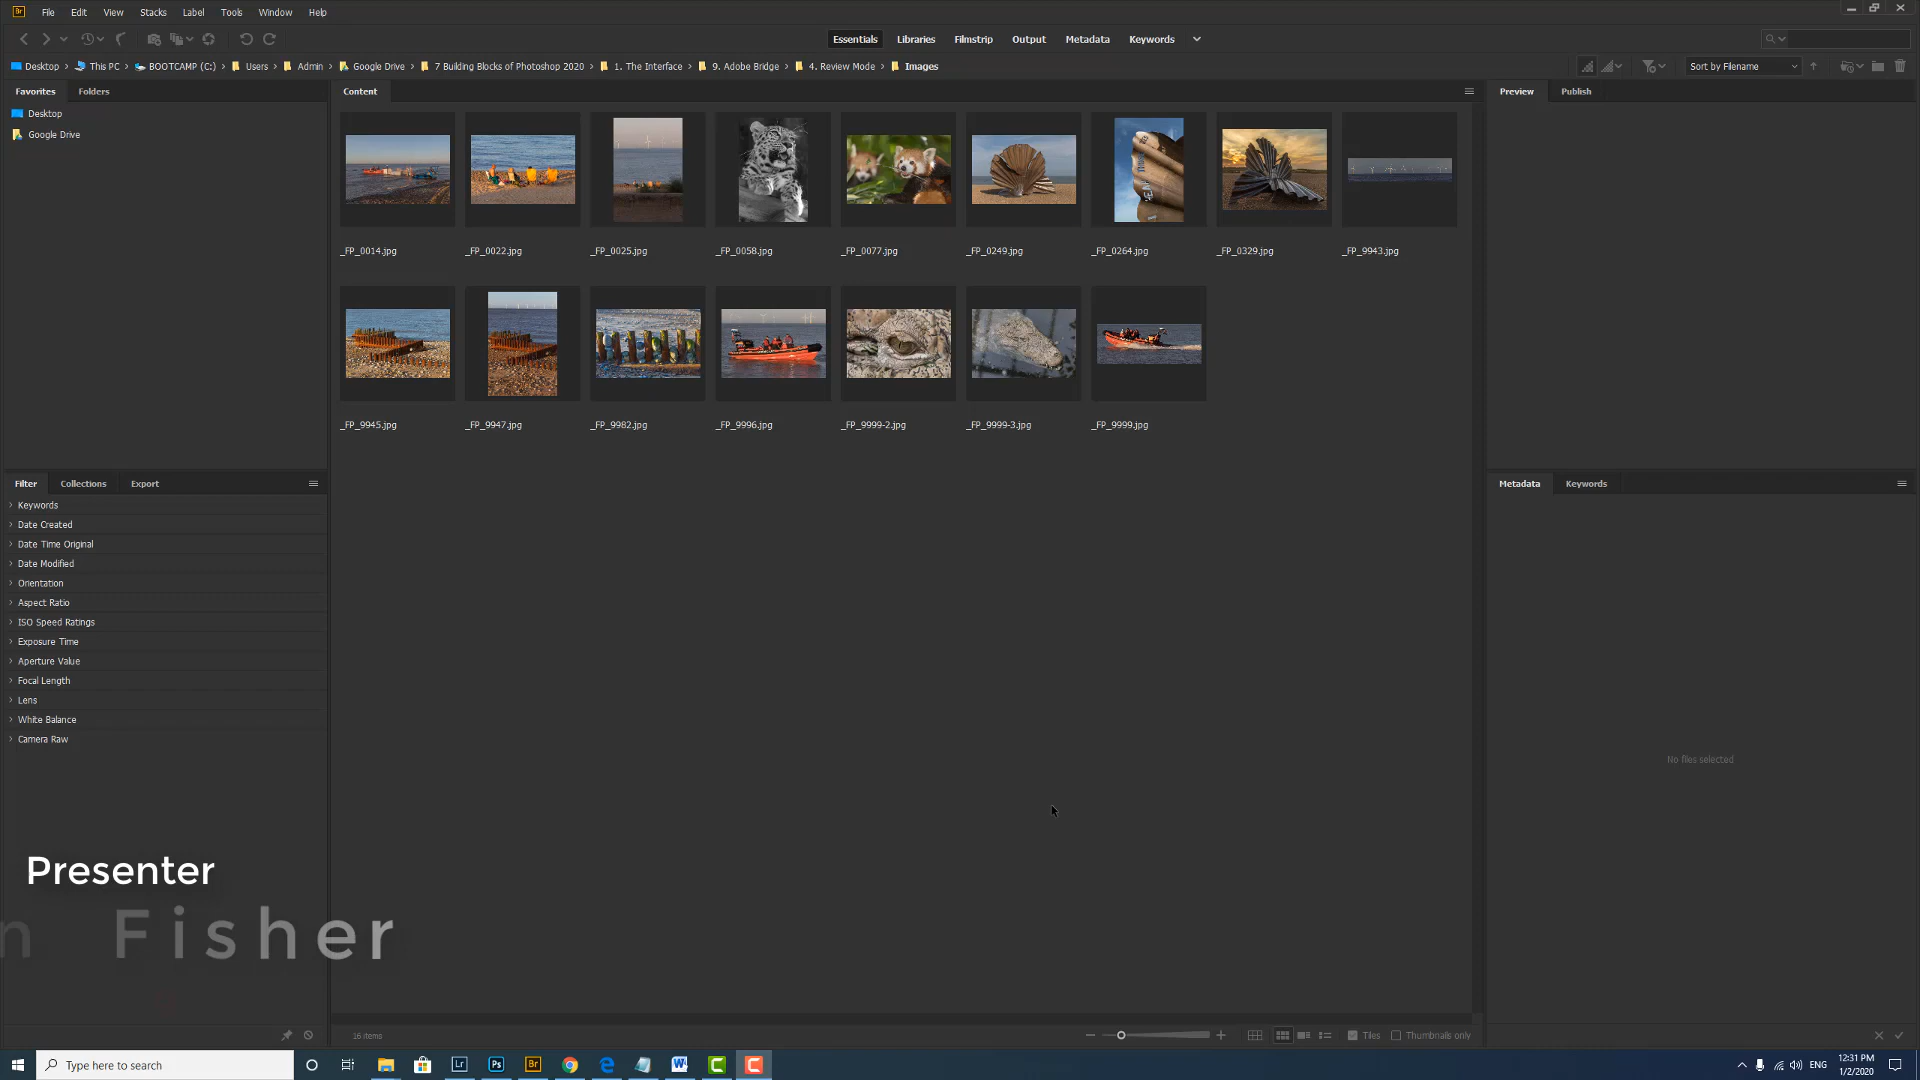 Br File Edit View Stacks Label Tools Window Help
Essentials Libraries Filmstrip Output Metadata Keywords
Desktop This PC BOOTCAMP (C:) Users Admin Google Drive 7 Building Blocks of Photoshop 2020 1. The Interface 9. Adobe Bridge 4. Review Mode Images Sort by Filename
Favorites Folders
Desktop
Google Drive
Content
_FP_0014.jpg _FP_0022.jpg _FP_0025.jpg _FP_0058.jpg _FP_0077.jpg _FP_0249.jpg _FP_0264.jpg _FP_0329.jpg _FP_9943.jpg
_FP_9945.jpg _FP_9947.jpg _FP_9982.jpg _FP_9996.jpg _FP_9999-2.jpg _FP_9999-3.jpg _FP_9999.jpg
Preview Publish
Filter Collections Export
Keywords
Date Created
Date Time Original
Date Modified
Orientation
Aspect Ratio
ISO Speed Ratings
Exposure Time
Aperture Value
Focal Length
Lens
White Balance
Camera Raw
Metadata Keywords
No files selected
Presenter
n Fisher
16 items Tiles Thumbnails only
Type here to search Lr Ps Br ENG 12:31 PM
1/2/2020